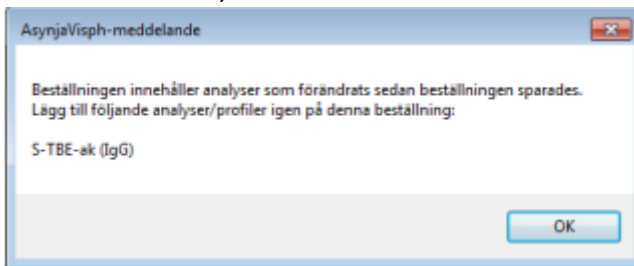 AsynjaVisph-meddelande
Beställningen innehåller analyser som förändrats sedan beställningen sparades.
Lägg till följande analyser/profiler igen på denna beställning:
S-TBE-ak (IgG)
OK